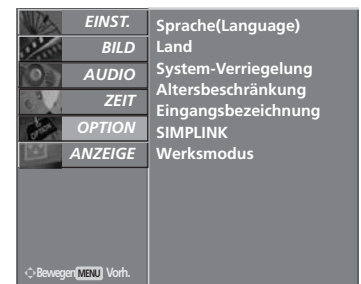 EINST.
BILD
AUDIO
ZEIT
OPTION
ANZEIGE
Sprache(Language)
Land
System-Verriegelung
Altersbeschränkung
Eingangsbezeichnung
SIMPLINK
Werksmodus
Bewegen MENU Vorh.